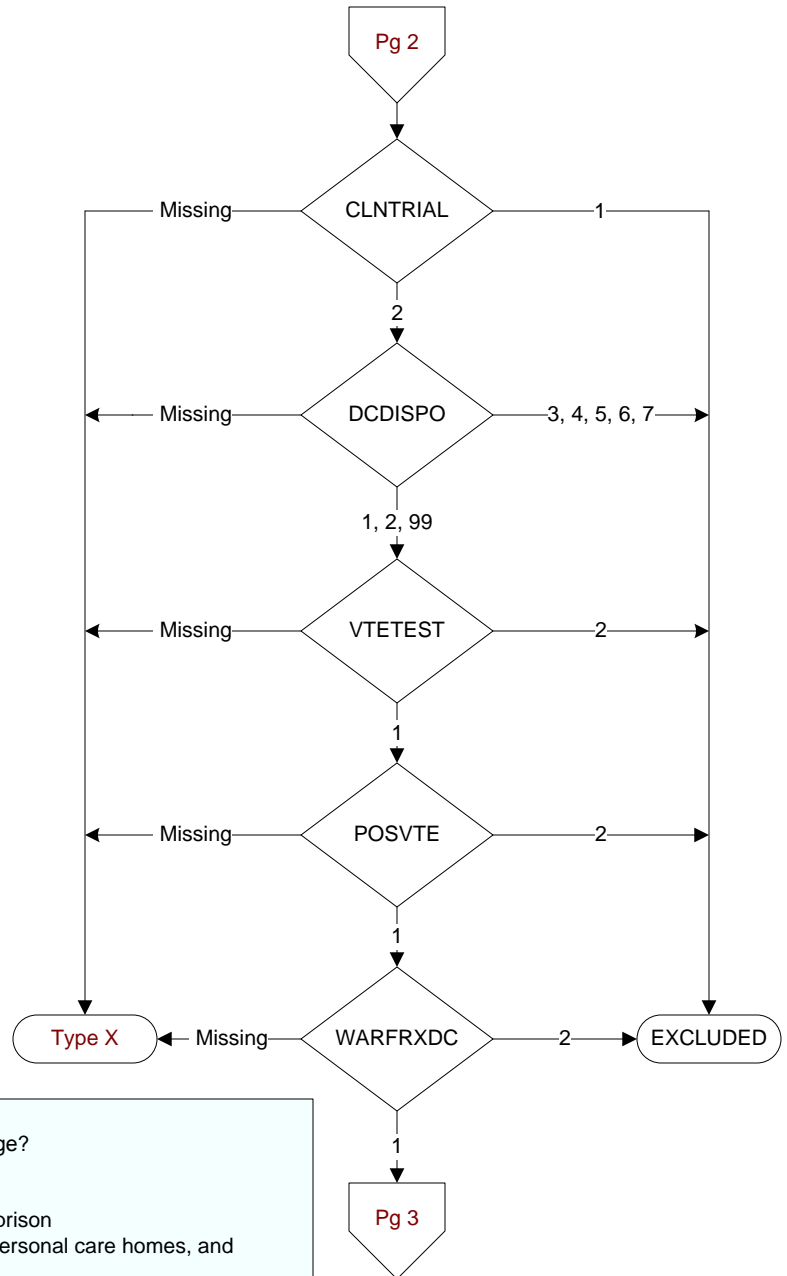 Pg 2
Missing CLNTRIAL 1
2
Missing DCDISPO 3, 4, 5, 6, 7
1, 2, 99
Missing VTETEST 2
1
Missing POSVTE 2
1
Type X Missing WARFRXDC 2 EXCLUDED
1
Pg 3
ge?
ersonal care homes, and